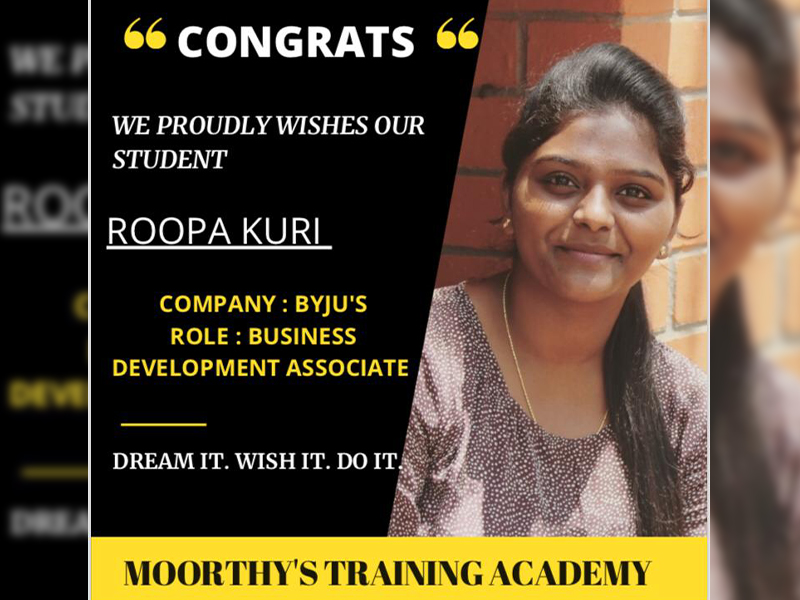 ❝ CONGRATS ❝
WE PROUDLY WISHES OUR
STUDENT
ROOPA KURI
COMPANY : BYJU'S
ROLE : BUSINESS
DEVELOPMENT ASSOCIATE
DREAM IT. WISH IT. DO IT.
MOORTHY'S TRAINING ACADEMY